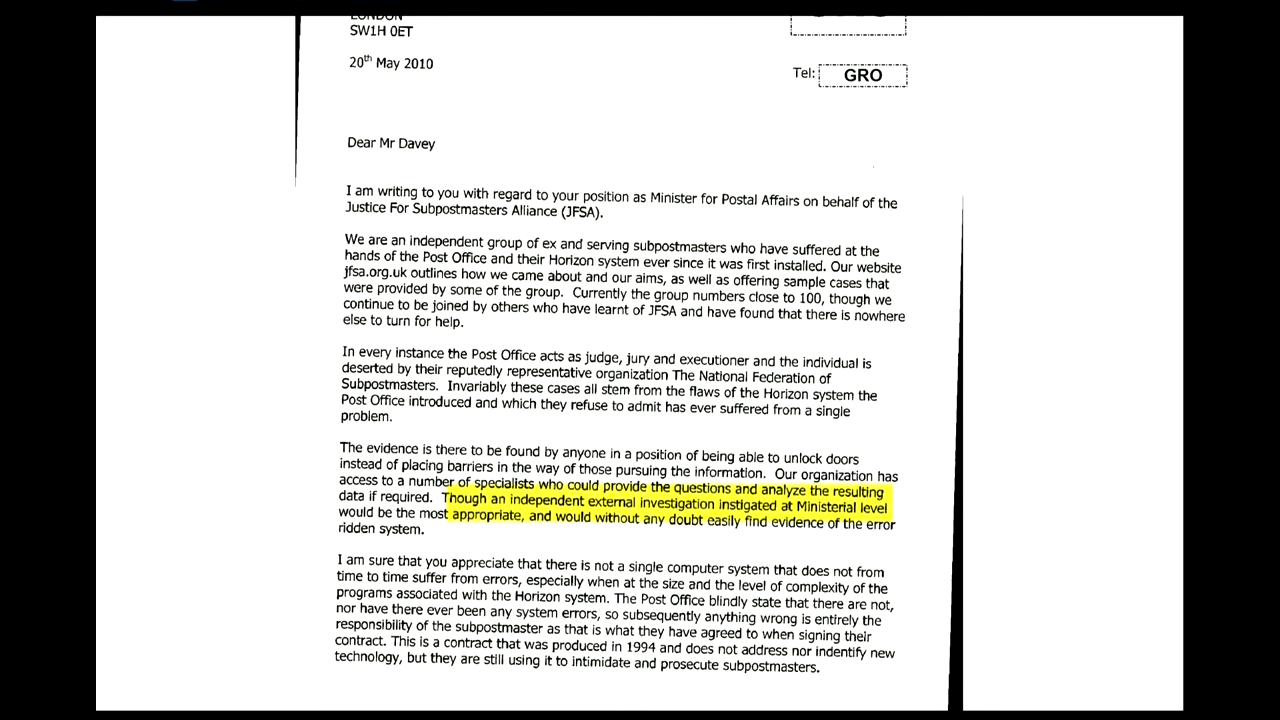 LONDON
SW1H 0ET
20th May 2010
Tel: GRO
Dear Mr Davey
I am writing to you with regard to your position as Minister for Postal Affairs on behalf of the
Justice For Subpostmasters Alliance (JFSA).
We are an independent group of ex and serving subpostmasters who have suffered at the
hands of the Post Office and their Horizon system ever since it was first installed. Our website
jfsa.org.uk outlines how we came about and our aims, as well as offering sample cases that
were provided by some of the group. Currently the group numbers close to 100, though we
continue to be joined by others who have learnt of JFSA and have found that there is nowhere
else to turn for help.
In every instance the Post Office acts as judge, jury and executioner and the individual is
deserted by their reputedly representative organization The National Federation of
Subpostmasters. Invariably these cases all stem from the flaws of the Horizon system the
Post Office introduced and which they refuse to admit has ever suffered from a single
problem.
The evidence is there to be found by anyone in a position of being able to unlock doors
instead of placing barriers in the way of those pursuing the information. Our organization has
access to a number of specialists who could provide the questions and analyze the resulting
data if required. Though an independent external investigation instigated at Ministerial level
would be the most appropriate, and would without any doubt easily find evidence of the error
ridden system.
I am sure that you appreciate that there is not a single computer system that does not from
time to time suffer from errors, especially when at the size and the level of complexity of the
programs associated with the Horizon system. The Post Office blindly state that there are not,
nor have there ever been any system errors, so subsequently anything wrong is entirely the
responsibility of the subpostmaster as that is what they have agreed to when signing their
contract. This is a contract that was produced in 1994 and does not address nor indentify new
technology, but they are still using it to intimidate and prosecute subpostmasters.